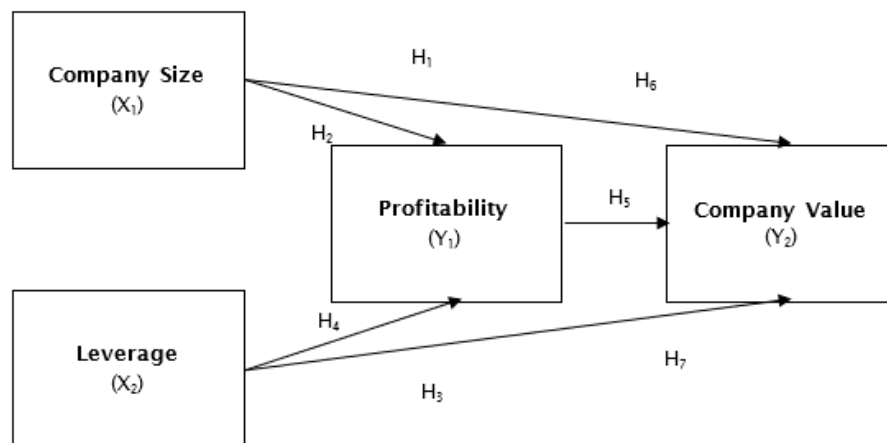 Company Size
(X₁)
H₁
H₆
H₂
Profitability
(Y₁)
H₅
Company Value
(Y₂)
Leverage
(X₂)
H₄
H₇
H₃